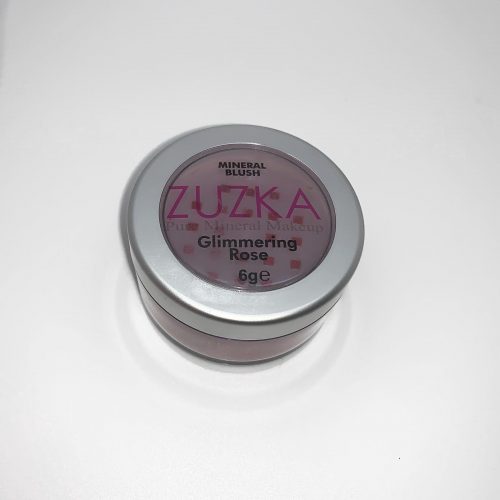 MINERAL
BLUSH
ZUZKA
Pure Mineral Makeup
Glimmering
Rose
6g℮